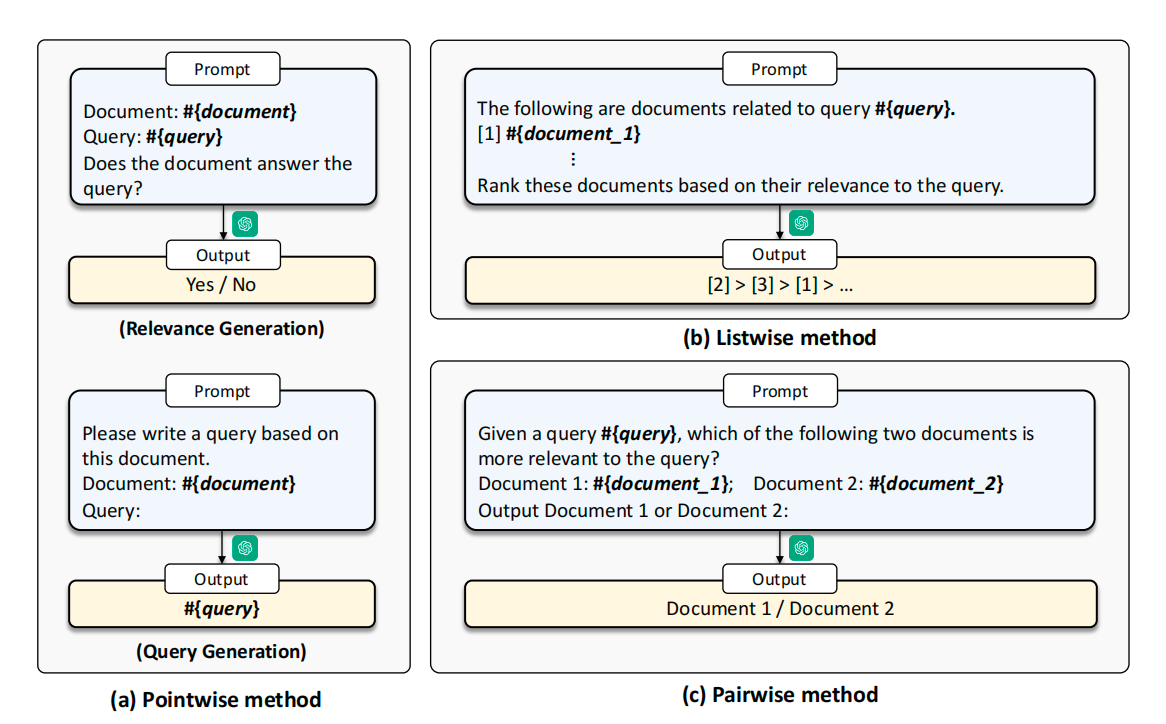 Prompt
Document: #{document}
Query: #{query}
Does the document answer the
query?
Output
Yes / No
(Relevance Generation)
Prompt
Please write a query based on
this document.
Document: #{document}
Query:
Output
#{query}
(Query Generation)
(a) Pointwise method
Prompt
The following are documents related to query #{query}.
[1] #{document_1}
⋮
Rank these documents based on their relevance to the query.
Output
[2] > [3] > [1] > ...
(b) Listwise method
Prompt
Given a query #{query}, which of the following two documents is
more relevant to the query?
Document 1: #{document_1};    Document 2: #{document_2}
Output Document 1 or Document 2:
Output
Document 1 / Document 2
(c) Pairwise method